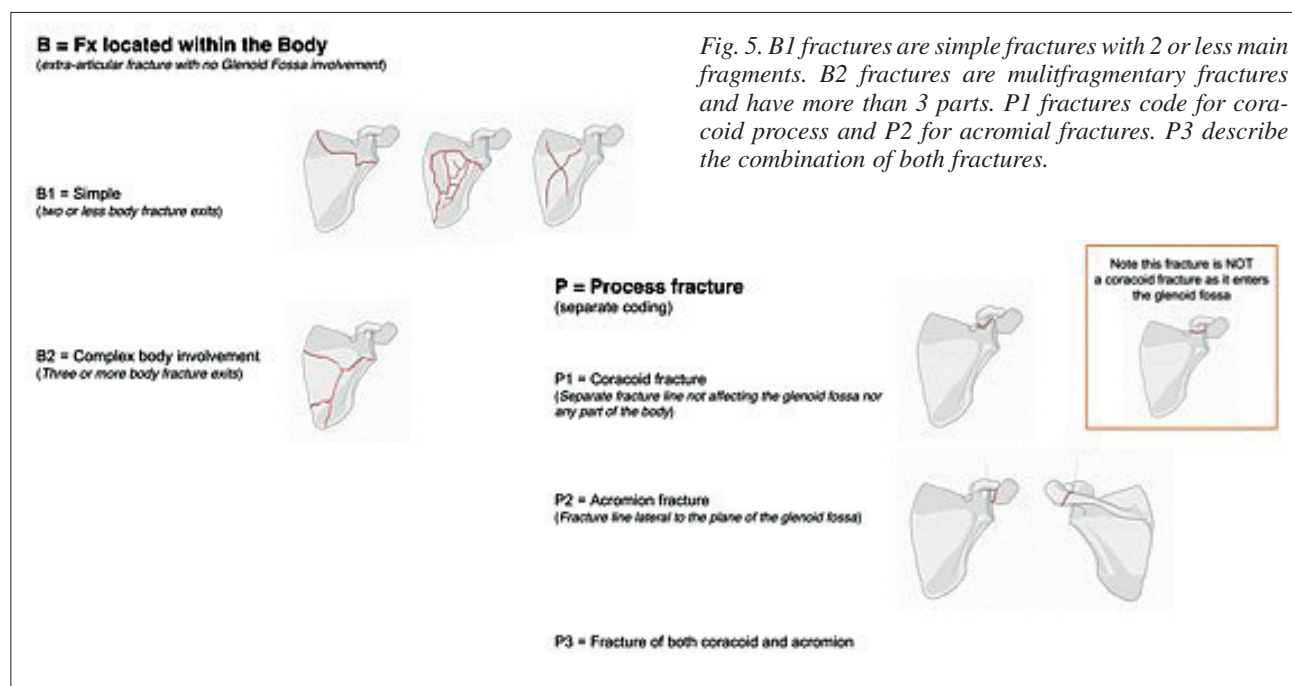 B = Fx located within the Body
(extra-articular fracture with no Glenoid Fossa involvement)
Fig. 5. B1 fractures are simple fractures with 2 or less main
fragments. B2 fractures are mulitfragmentary fractures
and have more than 3 parts. P1 fractures code for cora-
coid process and P2 for acromial fractures. P3 describe
the combination of both fractures.
B1 = Simple
(two or less body fracture exits)
B2 = Complex body involvement
(Three or more body fracture exits)
P = Process fracture
(separate coding)
Note this fracture is NOT
a coracoid fracture as it enters
the glenoid fossa
P1 = Coracoid fracture
(Separate fracture line not affecting the glenoid fossa nor
any part of the body)
P2 = Acromion fracture
(Fracture line lateral to the plane of the glenoid fossa)
P3 = Fracture of both coracoid and acromion